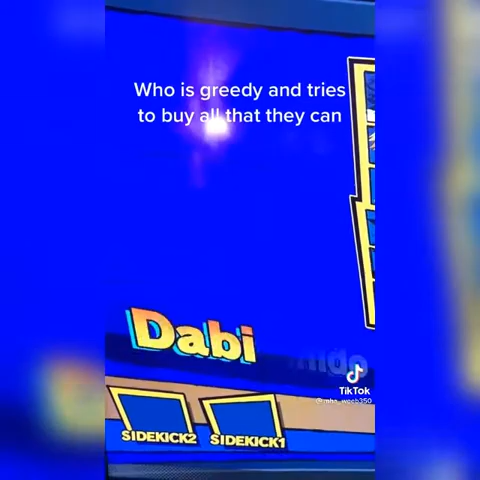 Who is greedy and tries
to buy all that they can
Dabi
TikTok
SIDEKICK2
SIDEKICK1